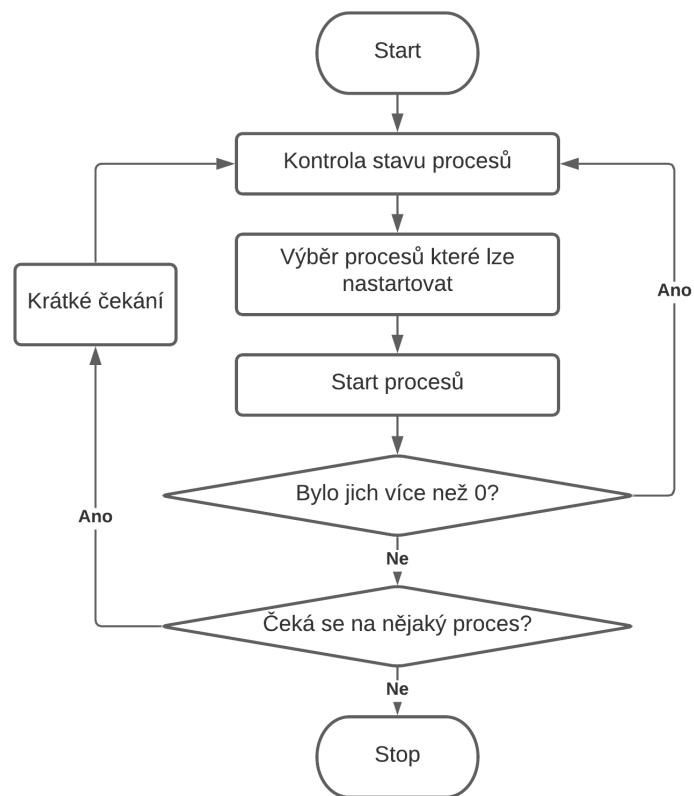 Start
Kontrola stavu procesů
Výběr procesů které lze
nastartovat
Krátké čekání
Ano
Start procesů
Bylo jich více než 0?
Ano
Ne
Čeká se na nějaký proces?
Ne
Stop